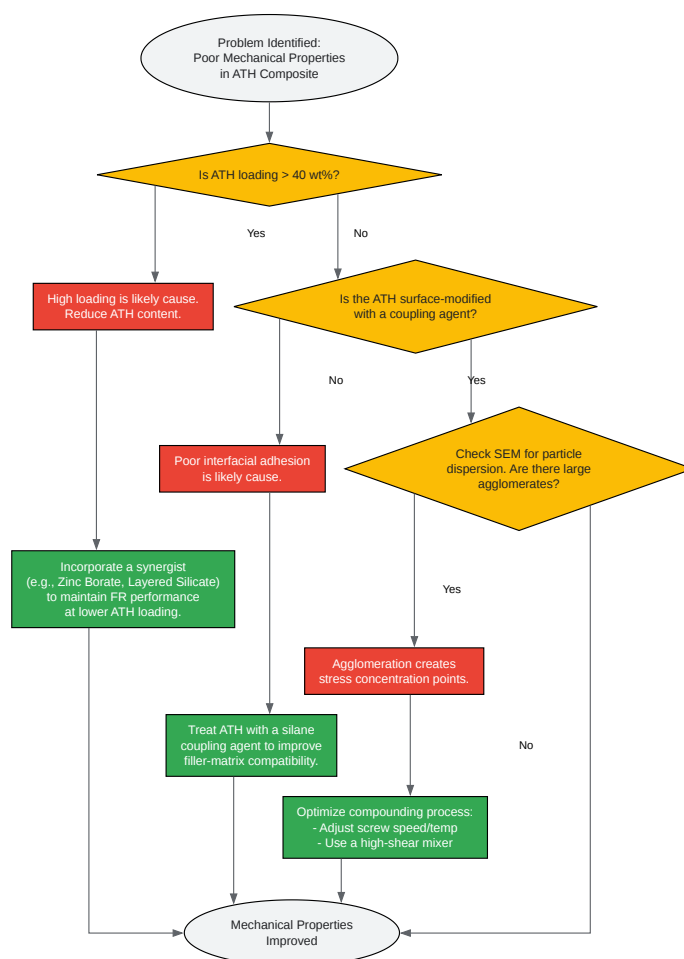 Problem Identified:
Poor Mechanical Properties
in ATH Composite
Is ATH loading > 40 wt%?
Yes
No
High loading is likely cause.
Reduce ATH content.
Is the ATH surface-modified
with a coupling agent?
No
Yes
Poor interfacial adhesion
is likely cause.
Check SEM for particle
dispersion. Are there large
agglomerates?
Incorporate a synergist
(e.g., Zinc Borate, Layered Silicate)
to maintain FR performance
at lower ATH loading.
Yes
Agglomeration creates
stress concentration points.
Treat ATH with a silane
coupling agent to improve
filler-matrix compatibility.
No
Optimize compounding process:
- Adjust screw speed/temp
- Use a high-shear mixer
Mechanical Properties
Improved